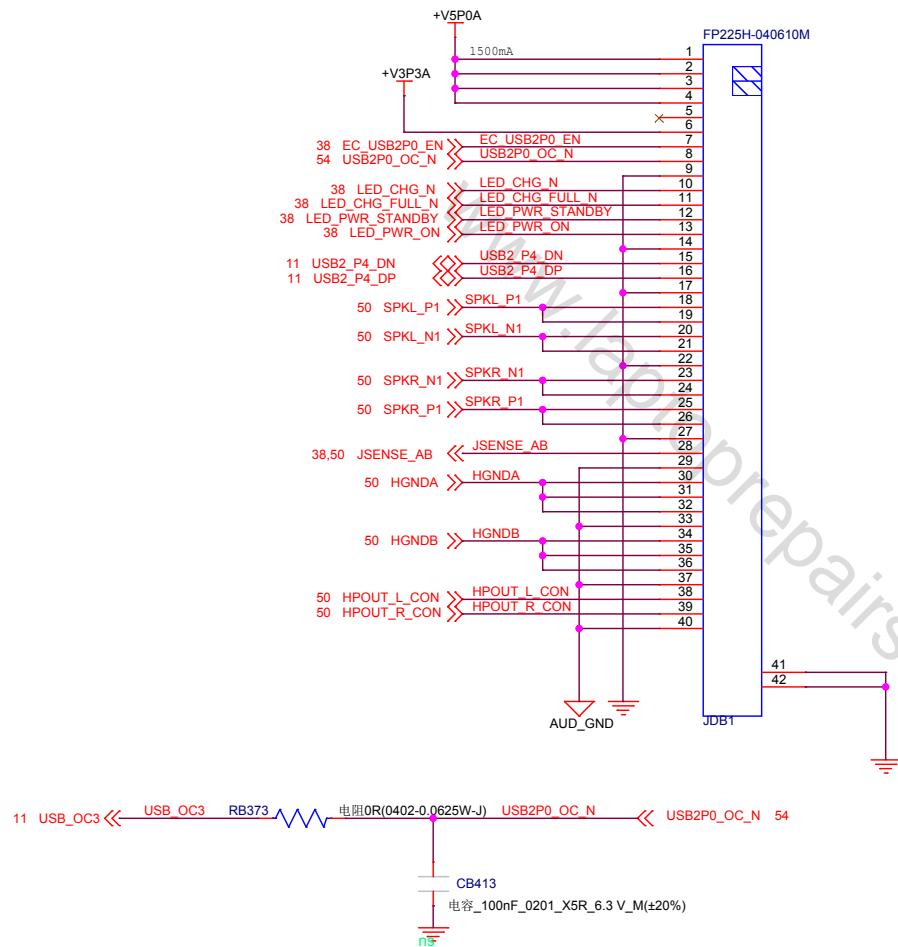 +V5P0A
FP225H-040610M
1500mA
1
2
+V3P3A
3
4
5
6
38 EC_USB2P0_EN EC_USB2P0_EN 7
54 USB2P0_OC_N USB2P0_OC_N 8
9
38 LED_CHG_N LED_CHG_N 10
38 LED_CHG_FULL_N LED_CHG_FULL_N 11
38 LED_PWR_STANDBY LED_PWR_STANDBY 12
38 LED_PWR_ON LED_PWR_ON 13
14
11 USB2_P4_DN USB2_P4_DN 15
11 USB2_P4_DP USB2_P4_DP 16
17
50 SPKL_P1 SPKL_P1 18
19
50 SPKL_N1 SPKL_N1 20
21
22
50 SPKR_N1 SPKR_N1 23
24
50 SPKR_P1 SPKR_P1 25
26
27
38,50 JSENSE_AB JSENSE_AB 28
29
50 HGNDA HGNDA 30
31
32
33
50 HGNDB HGNDB 34
35
36
37
50 HPOUT_L_CON HPOUT_L_CON 38
50 HPOUT_R_CON HPOUT_R_CON 39
40
41
42
AUD_GND
JDB1
www.laptoprepairs
11 USB_OC3 USB_OC3 RB373 电阻0R(0402-0.0625W-J) USB2P0_OC_N USB2P0_OC_N 54
CB413
电容_100nF_0201_X5R_6.3 V_M(±20%)
ns